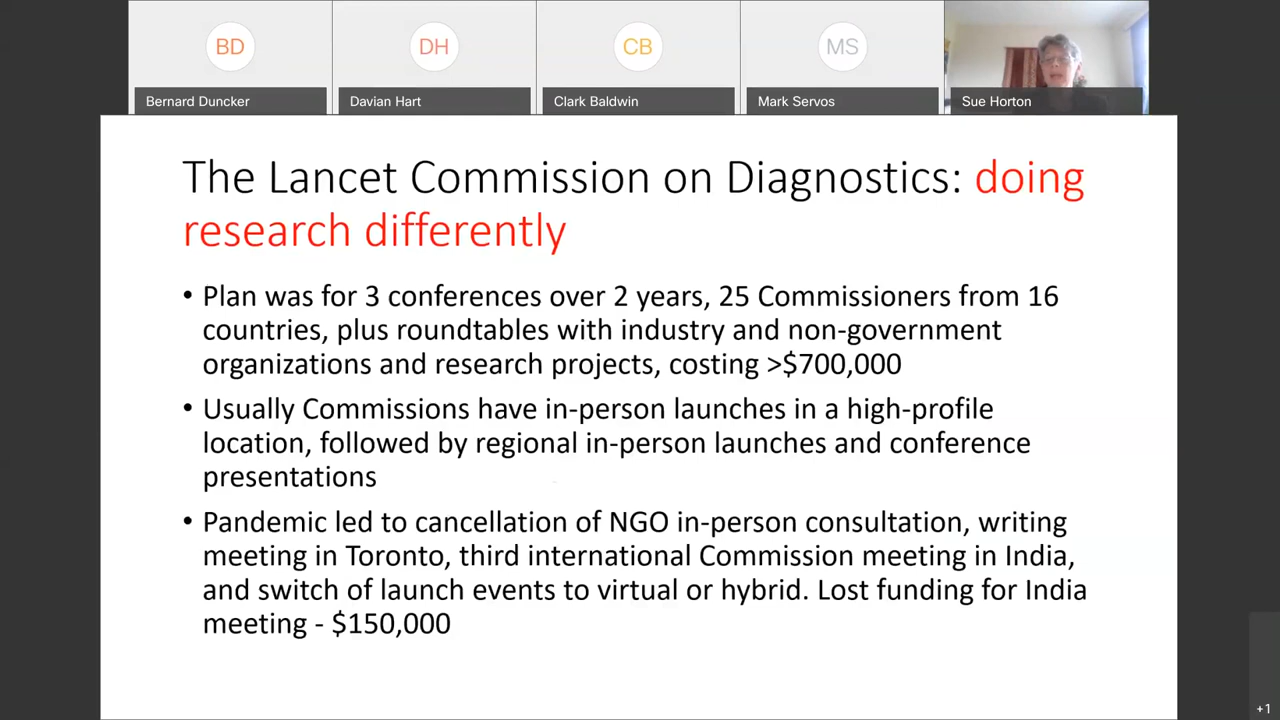 BD
DH
CB
MS
Bernard Duncker
Davian Hart
Clark Baldwin
Mark Servos
Sue Horton
The Lancet Commission on Diagnostics: doing
research differently
• Plan was for 3 conferences over 2 years, 25 Commissioners from 16
countries, plus roundtables with industry and non-government
organizations and research projects, costing >$700,000
• Usually Commissions have in-person launches in a high-profile
location, followed by regional in-person launches and conference
presentations
• Pandemic led to cancellation of NGO in-person consultation, writing
meeting in Toronto, third international Commission meeting in India,
and switch of launch events to virtual or hybrid. Lost funding for India
meeting - $150,000
+1